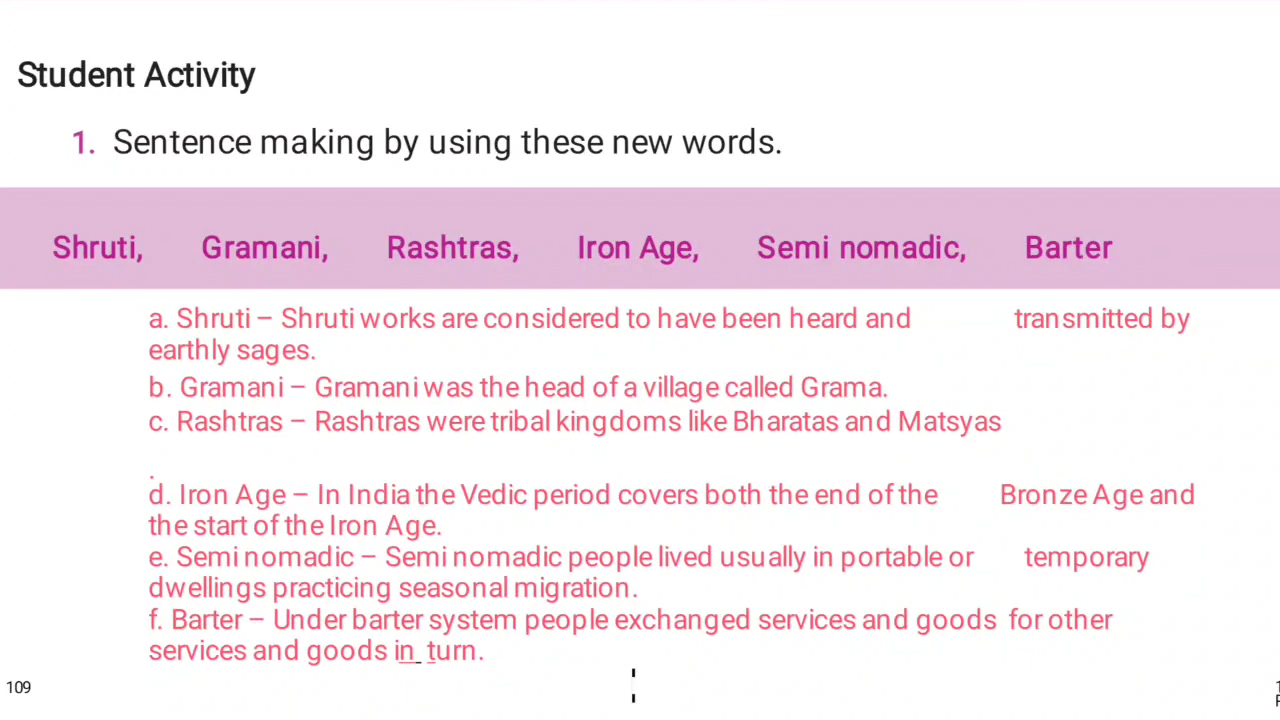 Student Activity
1. Sentence making by using these new words.
Shruti, Gramani, Rashtras, Iron Age, Semi nomadic, Barter
a. Shruti – Shruti works are considered to have been heard and transmitted by
earthly sages.
b. Gramani – Gramani was the head of a village called Grama.
c. Rashtras – Rashtras were tribal kingdoms like Bharatas and Matsyas
.
d. Iron Age – In India the Vedic period covers both the end of the Bronze Age and
the start of the Iron Age.
e. Semi nomadic – Semi nomadic people lived usually in portable or temporary
dwellings practicing seasonal migration.
f. Barter – Under barter system people exchanged services and goods for other
services and goods in turn.
109